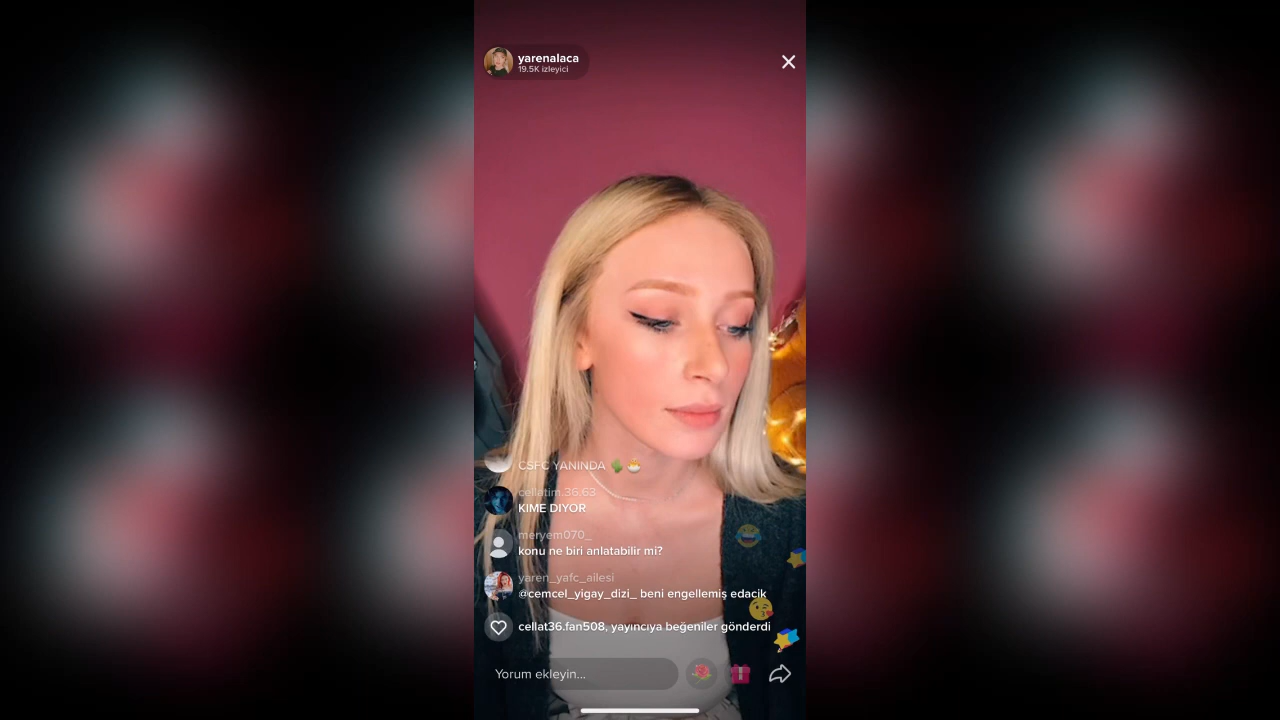 yarenalaca
19.5K izleyici
CSFC YANINDA
cellatim.36.63
KIME DIYOR
meryem070_
konu ne biri anlatabilir mi?
yaren_yafc_ailesi
@cemcel_yigay_dizi_ beni engellemiş edacik
cellat36.fan508, yayıncıya beğeniler gönderdi
Yorum ekleyin...